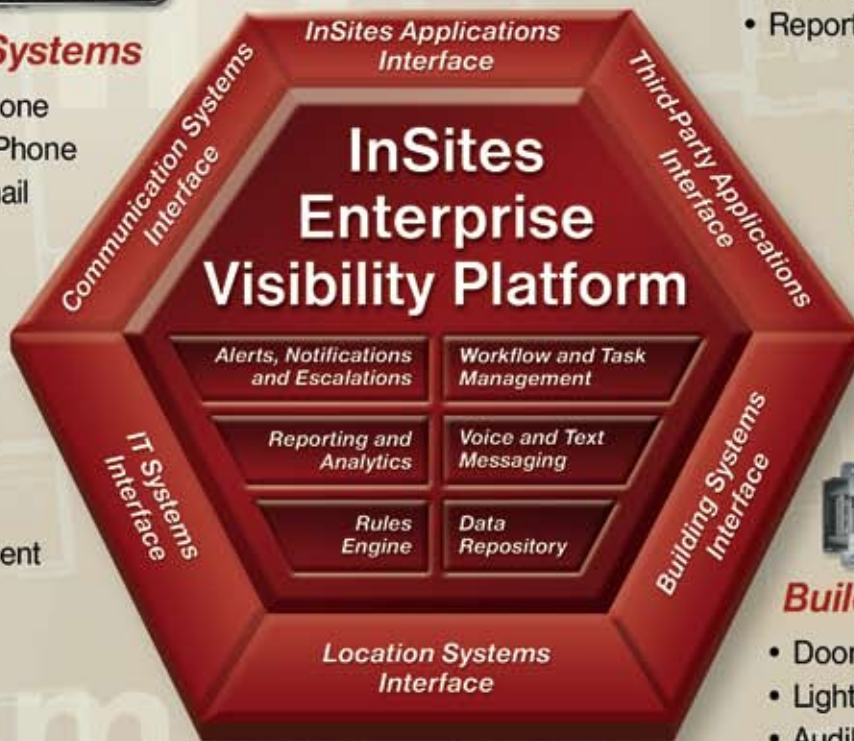 Systems
one
Phone
ail
ent
Communication Systems
Interface
InSites Applications
Interface
Third-Party Applications
Interface
InSites
Enterprise
Visibility Platform
Alerts, Notifications
and Escalations
Workflow and Task
Management
Reporting and
Analytics
Voice and Text
Messaging
Rules
Engine
Data
Repository
IT Systems
Interface
Building Systems
Interface
Location Systems
Interface
• Report
Buil
• Door
• Light